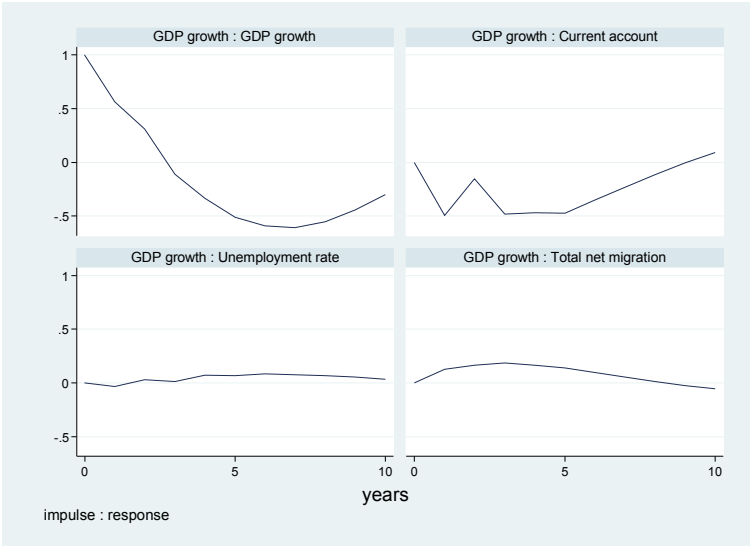 GDP growth : GDP growth
GDP growth : Current account
1
.5
0
-.5
GDP growth : Unemployment rate
GDP growth : Total net migration
1
.5
0
-.5
0 5 10 0 5 10
years
impulse : response